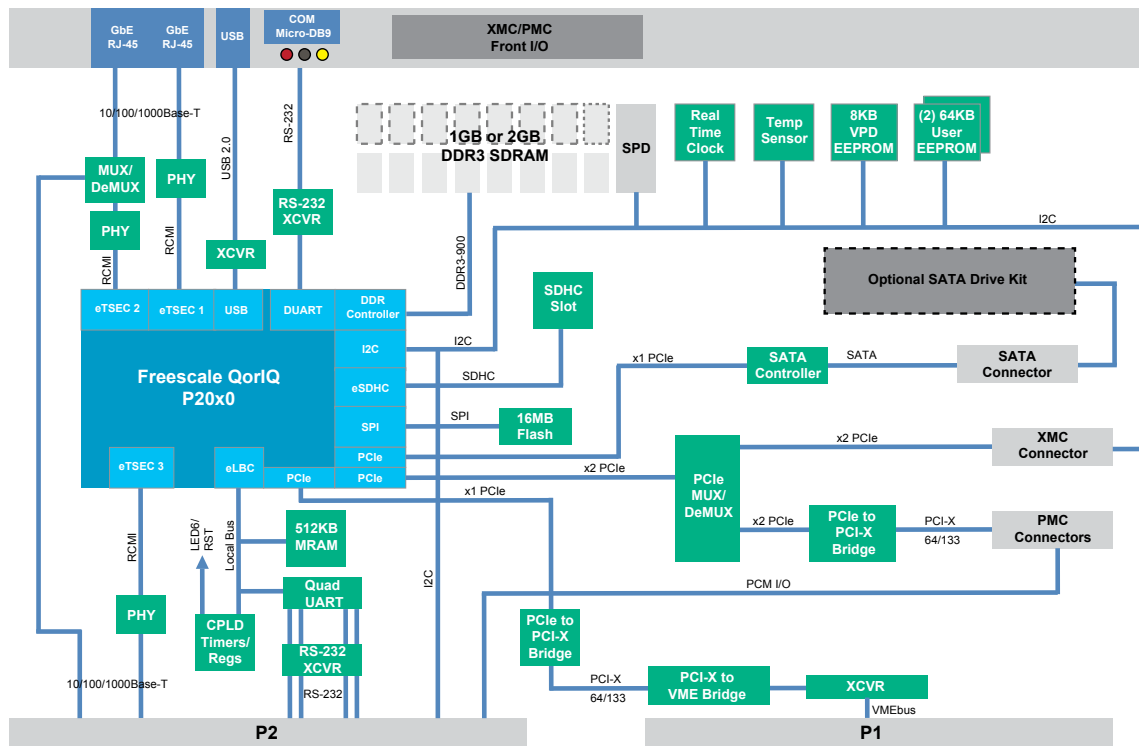 GbE
RJ-45
GbE
RJ-45
USB
COM
Micro-DB9
XMC/PMC
Front I/O
10/100/1000Base-T
USB 2.0
RS-232
1GB or 2GB
DDR3 SDRAM
SPD
Real
Time
Clock
Temp
Sensor
8KB
VPD
EEPROM
(2) 64KB
User
EEPROM
MUX/
DeMUX
PHY
PHY
RS-232
XCVR
XCVR
RCMI
RCMI
DDR3-900
I2C
Optional SATA Drive Kit
SDHC
Slot
eTSEC 2
eTSEC 1
USB
DUART
DDR
Controller
I2C
I2C
Freescale QorIQ
P20x0
eSDHC
SDHC
x1 PCIe
SATA
Controller
SATA
SATA
Connector
SPI
SPI
16MB
Flash
PCIe
PCIe
PCIe
eTSEC 3
eLBC
x2 PCIe
x1 PCIe
PCIe
MUX/
DeMUX
x2 PCIe
XMC
Connector
x2 PCIe
PCIe to
PCI-X
Bridge
PCI-X
64/133
PMC
Connectors
RCMI
LED6/
RST
Local Bus
512KB
MRAM
I2C
PCM I/O
Quad
UART
PHY
CPLD
Timers/
Regs
RS-232
XCVR
PCIe to
PCI-X
Bridge
10/100/1000Base-T
RS-232
PCI-X
64/133
PCI-X to
VME Bridge
XCVR
VMEbus
P2
P1